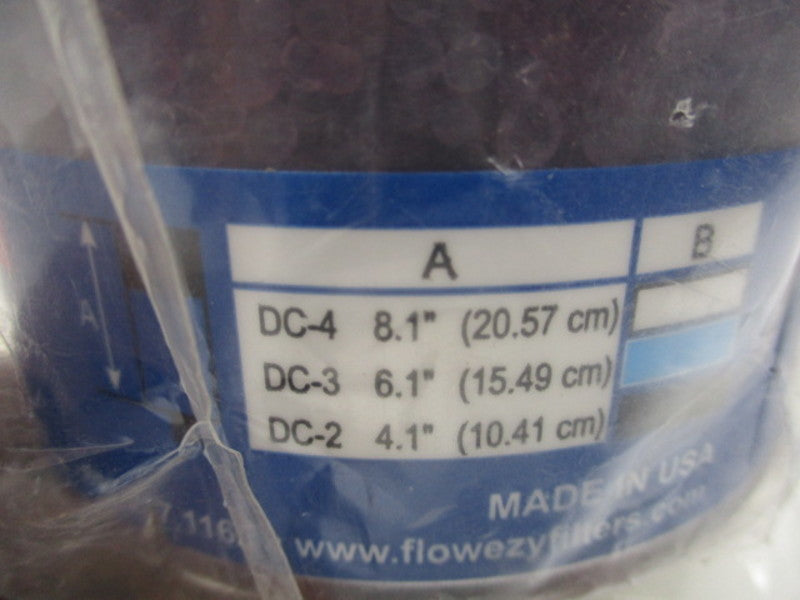 A B
A
DC-4 8.1" (20.57 cm)
DC-3 6.1" (15.49 cm)
DC-2 4.1" (10.41 cm)
MADE IN USA
www.flowezyfilters.com